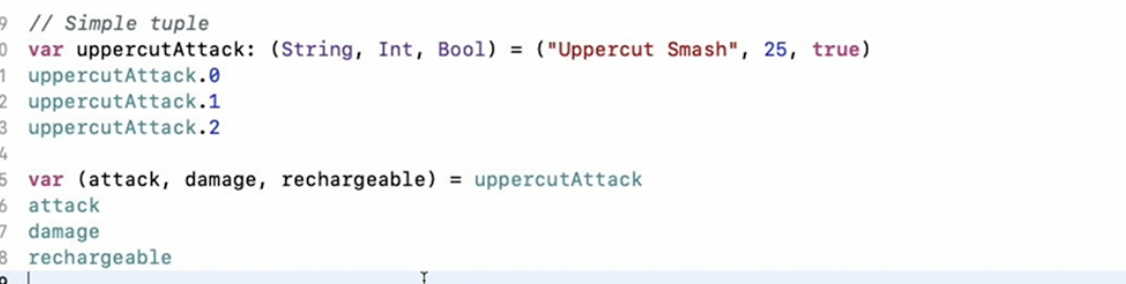 9 // Simple tuple
0 var uppercutAttack: (String, Int, Bool) = ("Uppercut Smash", 25, true)
1 uppercutAttack.0
2 uppercutAttack.1
3 uppercutAttack.2
4
5 var (attack, damage, rechargeable) = uppercutAttack
6 attack
7 damage
8 rechargeable
9